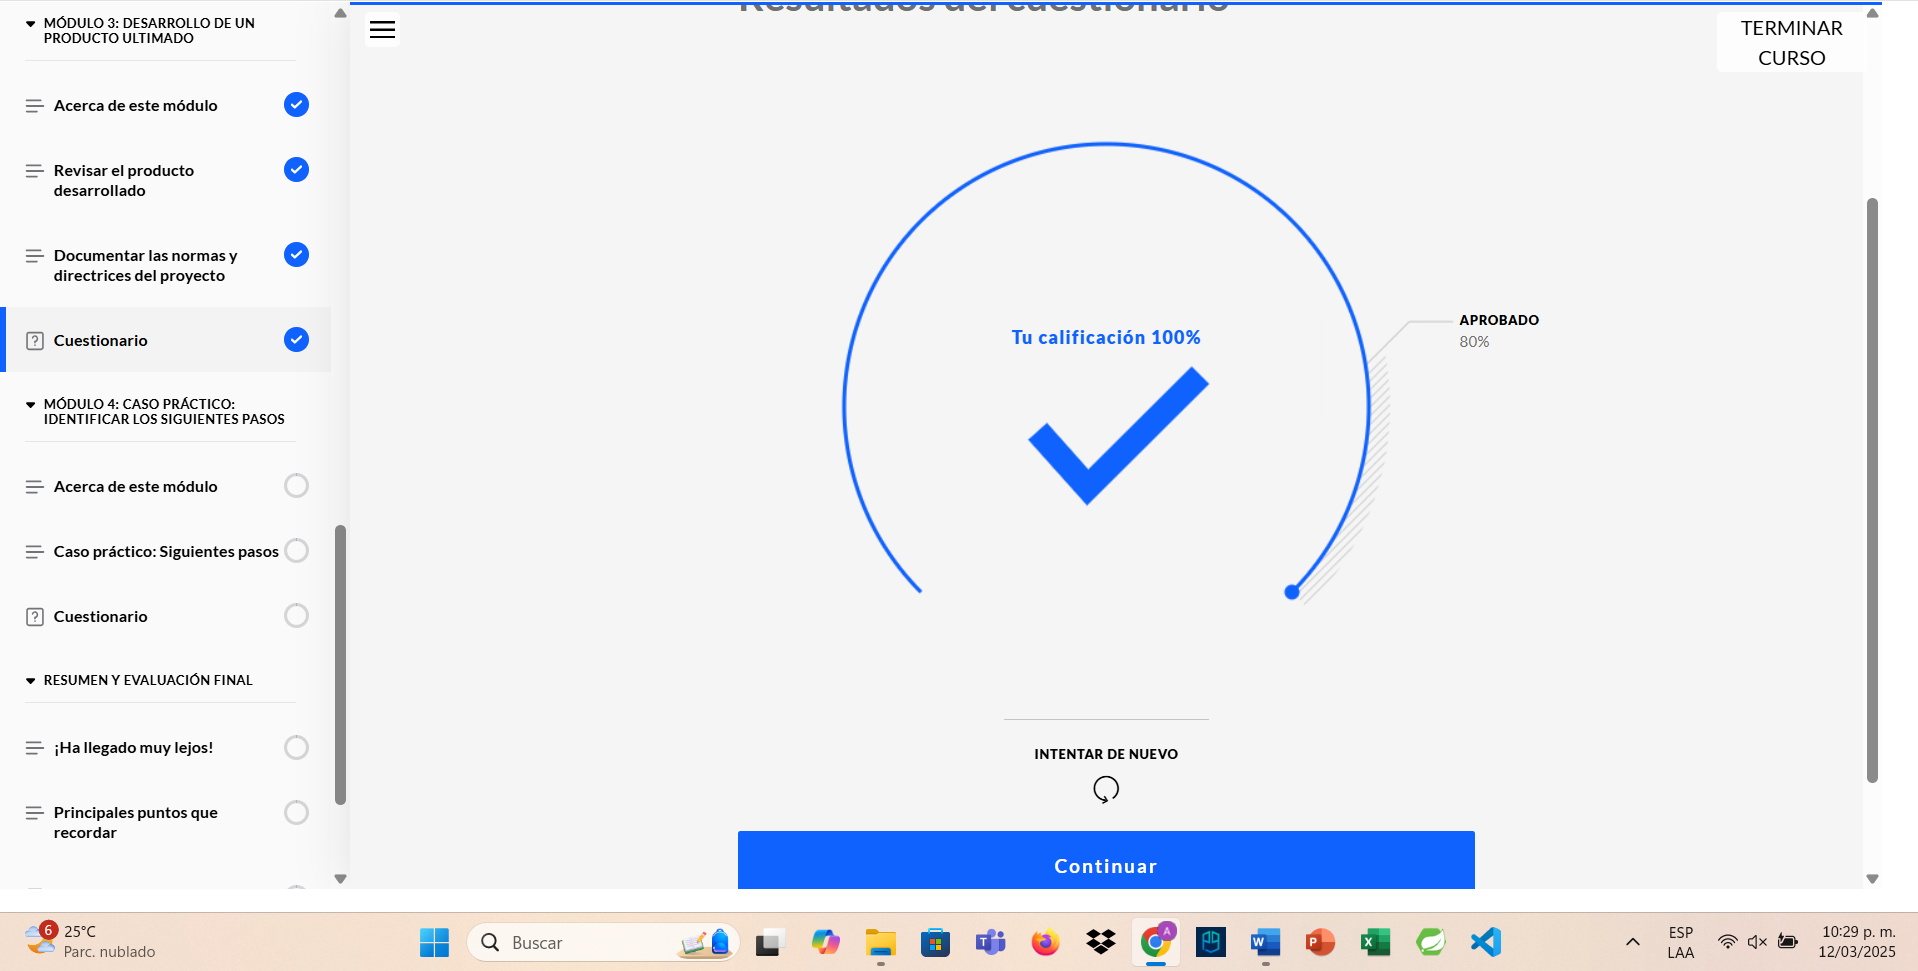 MÓDULO 3: DESARROLLO DE UN
PRODUCTO ULTIMADO
Acerca de este módulo
Revisar el producto
desarrollado
Documentar las normas y
directrices del proyecto
Cuestionario
MÓDULO 4: CASO PRÁCTICO:
IDENTIFICAR LOS SIGUIENTES PASOS
Acerca de este módulo
Caso práctico: Siguientes pasos
Cuestionario
RESUMEN Y EVALUACIÓN FINAL
¡Ha llegado muy lejos!
Principales puntos que
recordar
Resultados del cuestionario
TERMINAR
CURSO
Tu calificación 100%
APROBADO
80%
INTENTAR DE NUEVO
Continuar
6
25°C
Parc. nublado
Buscar
A
ESP
LAA
10:29 p. m.
12/03/2025